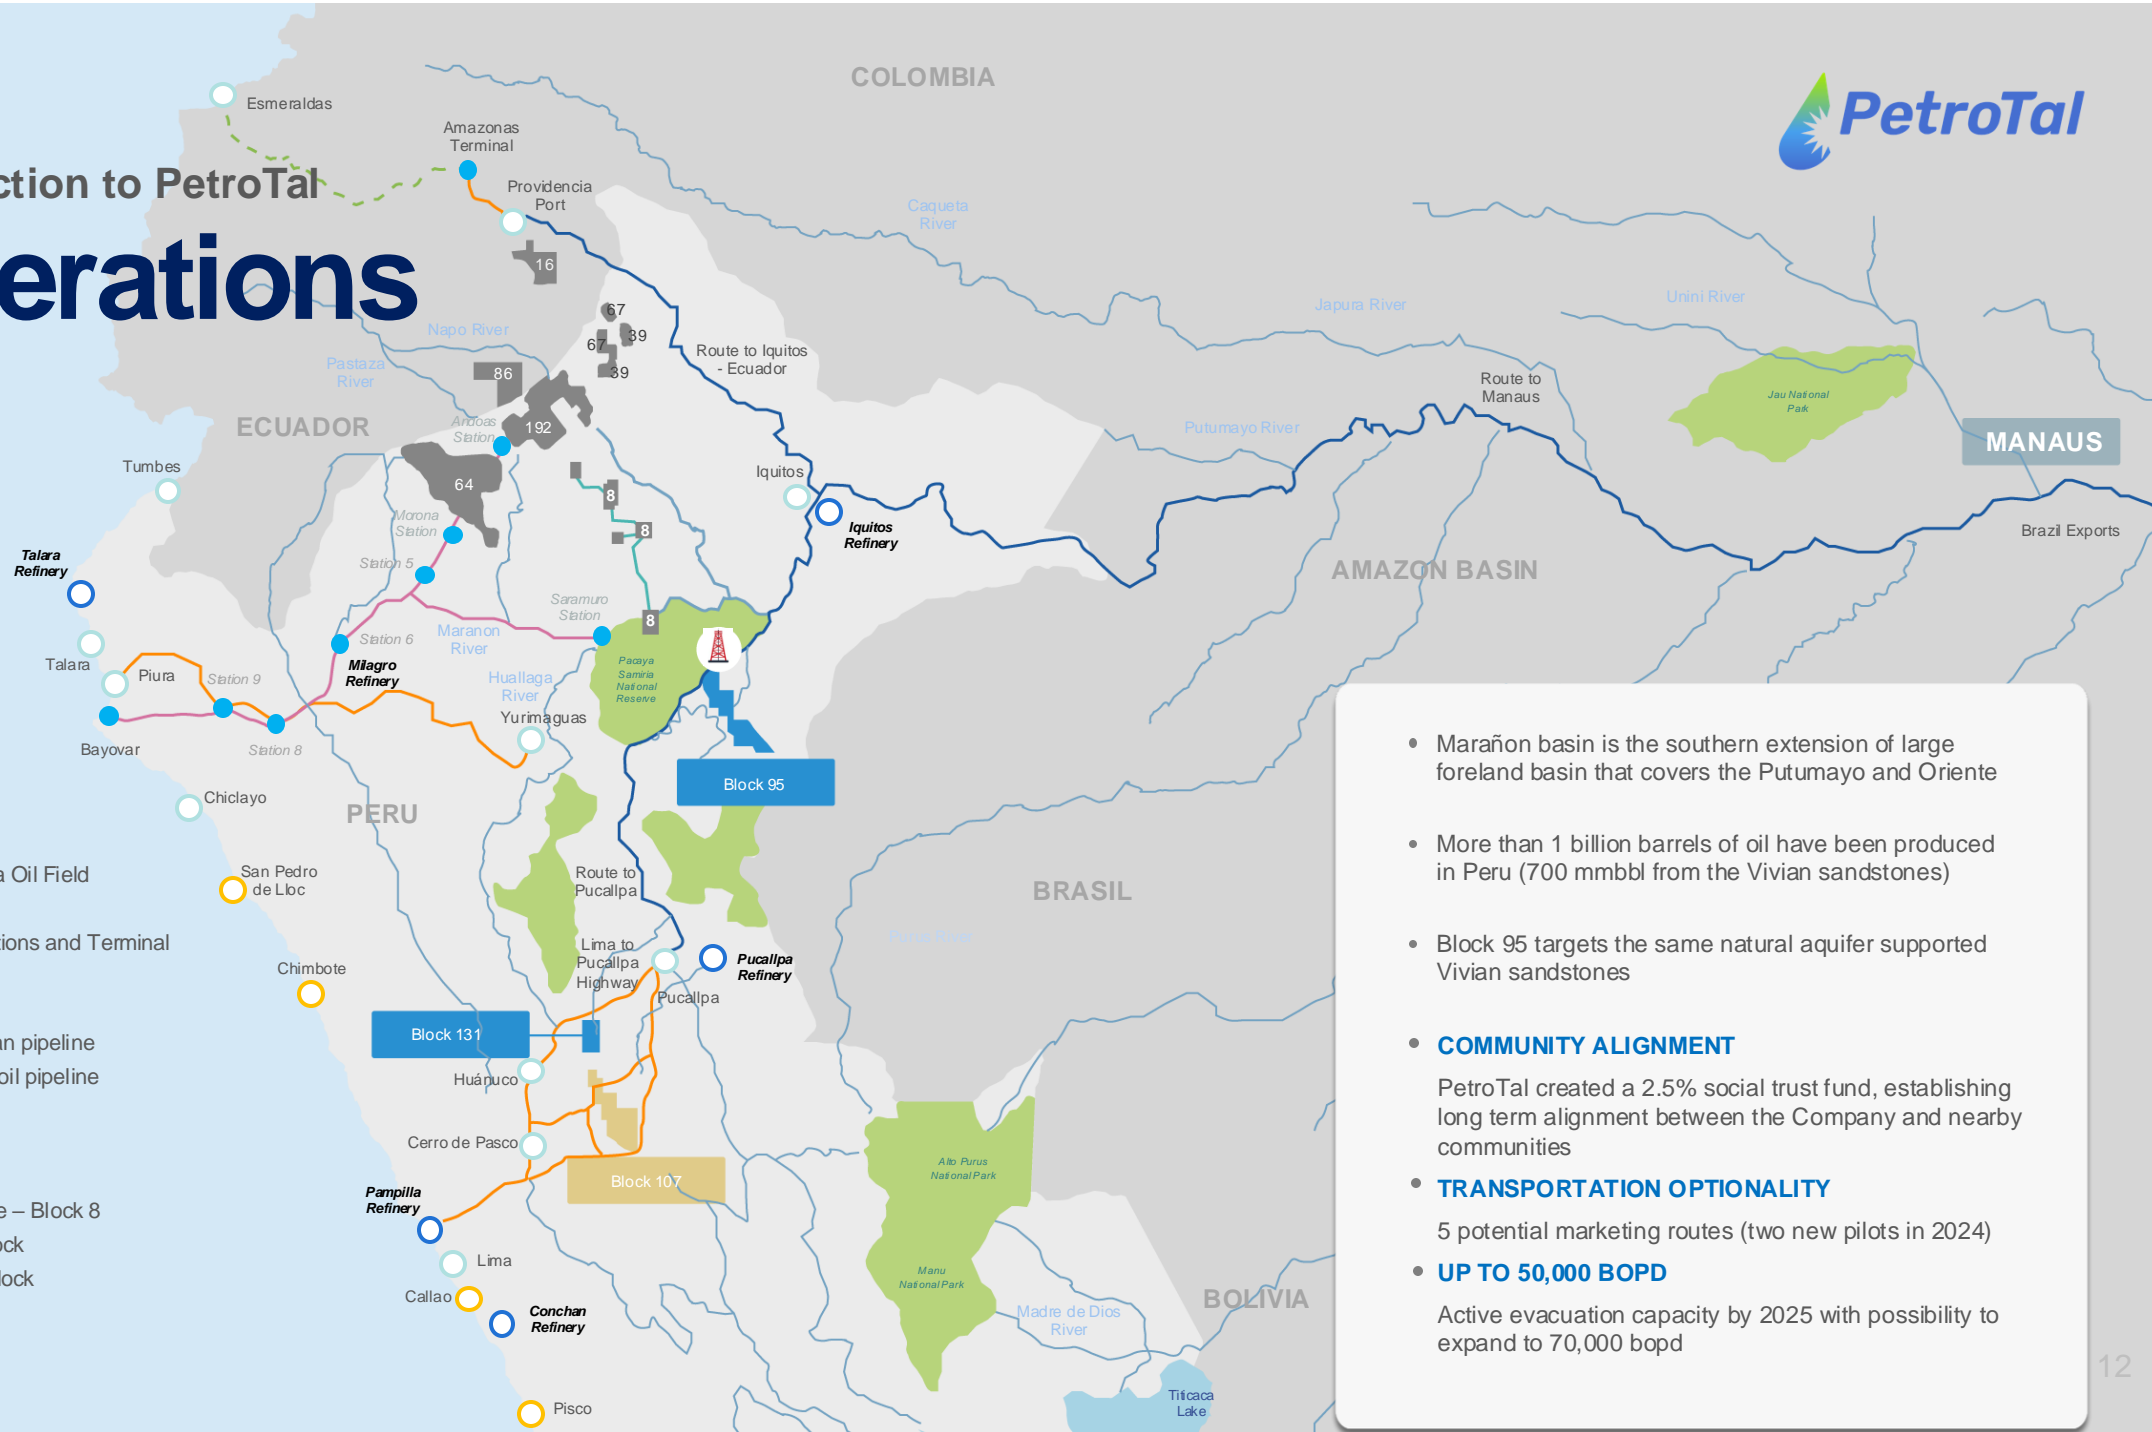 COLOMBIA
PetroTal
Esmeraldas
Amazonas
Terminal
ction to PetroTal
erations
Providencia
Port
Caqueta
River
16
Japura River
Unini River
67
39
67
39
Napo River
Pastaza
River
86
Route to Iquitos
- Ecuador
Route to
Manaus
Jau National
Park
ECUADOR
Andoas
Station
192
Putumayo River
MANAUS
Tumbes
64
Iquitos
8
Morona
Station
8
Iquitos
Refinery
Brazil Exports
Talara
Refinery
Station 5
AMAZON BASIN
Saramuro
Station
8
Station 6
Maranon
River
Talara
Piura
Station 9
Milagro
Refinery
Pacaya
Samiria
National
Reserve
Huallaga
River
Yurimaguas
Bayovar
Station 8
Block 95
Chiclayo
PERU
a Oil Field
San Pedro
de Lloc
Route to
Pucallpa
BRASIL
tions and Terminal
Purus River
Lima to
Pucallpa
Highway
Pucallpa
Refinery
Chimbote
Pucallpa
an pipeline
Block 131
oil pipeline
Huánuco
Cerro de Pasco
Block 107
Alto Purus
National Park
Pampilla
Refinery
e – Block 8
ock
lock
Lima
Manu
National Park
Callao
Conchan
Refinery
Madre de Dios
River
BOLIVIA
Titicaca
Lake
Pisco
• Marañon basin is the southern extension of large
foreland basin that covers the Putumayo and Oriente
• More than 1 billion barrels of oil have been produced
in Peru (700 mmbbl from the Vivian sandstones)
• Block 95 targets the same natural aquifer supported
Vivian sandstones
• COMMUNITY ALIGNMENT
PetroTal created a 2.5% social trust fund, establishing
long term alignment between the Company and nearby
communities
• TRANSPORTATION OPTIONALITY
5 potential marketing routes (two new pilots in 2024)
• UP TO 50,000 BOPD
Active evacuation capacity by 2025 with possibility to
expand to 70,000 bopd
12